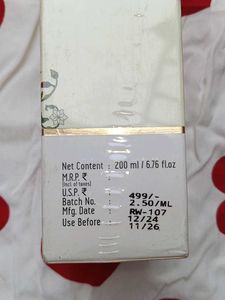 Net Content : 200 ml / 6.76 fl.oz
M.R.P. ₹ 499/-
(Incl of taxes)
U.S.P. ₹ 2.50/ML
Batch No. RW-107
Mfg. Date 12/24
Use Before 11/26